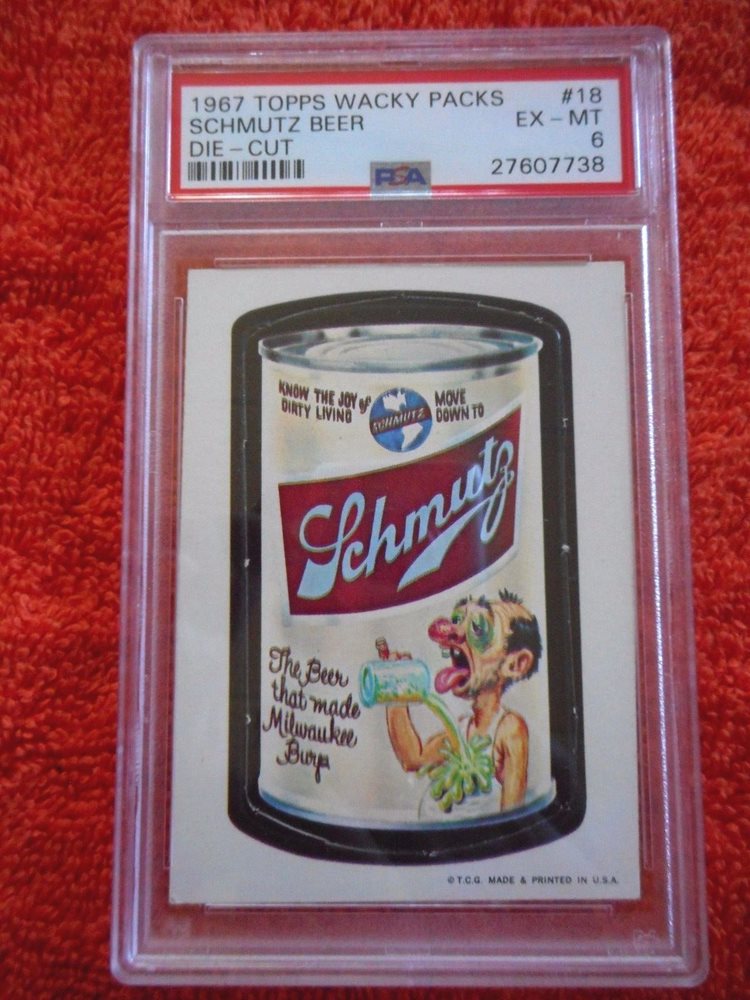 1967 TOPPS WACKY PACKS #18
SCHMUTZ BEER EX - MT
DIE - CUT 6
PSA 27607738
KNOW THE JOY of MOVE
DIRTY LIVING DOWN TO
SCHMUTZ
Schmutz
The Beer
that made
Milwaukee
Burp
© T.C.G. MADE & PRINTED IN U.S.A.